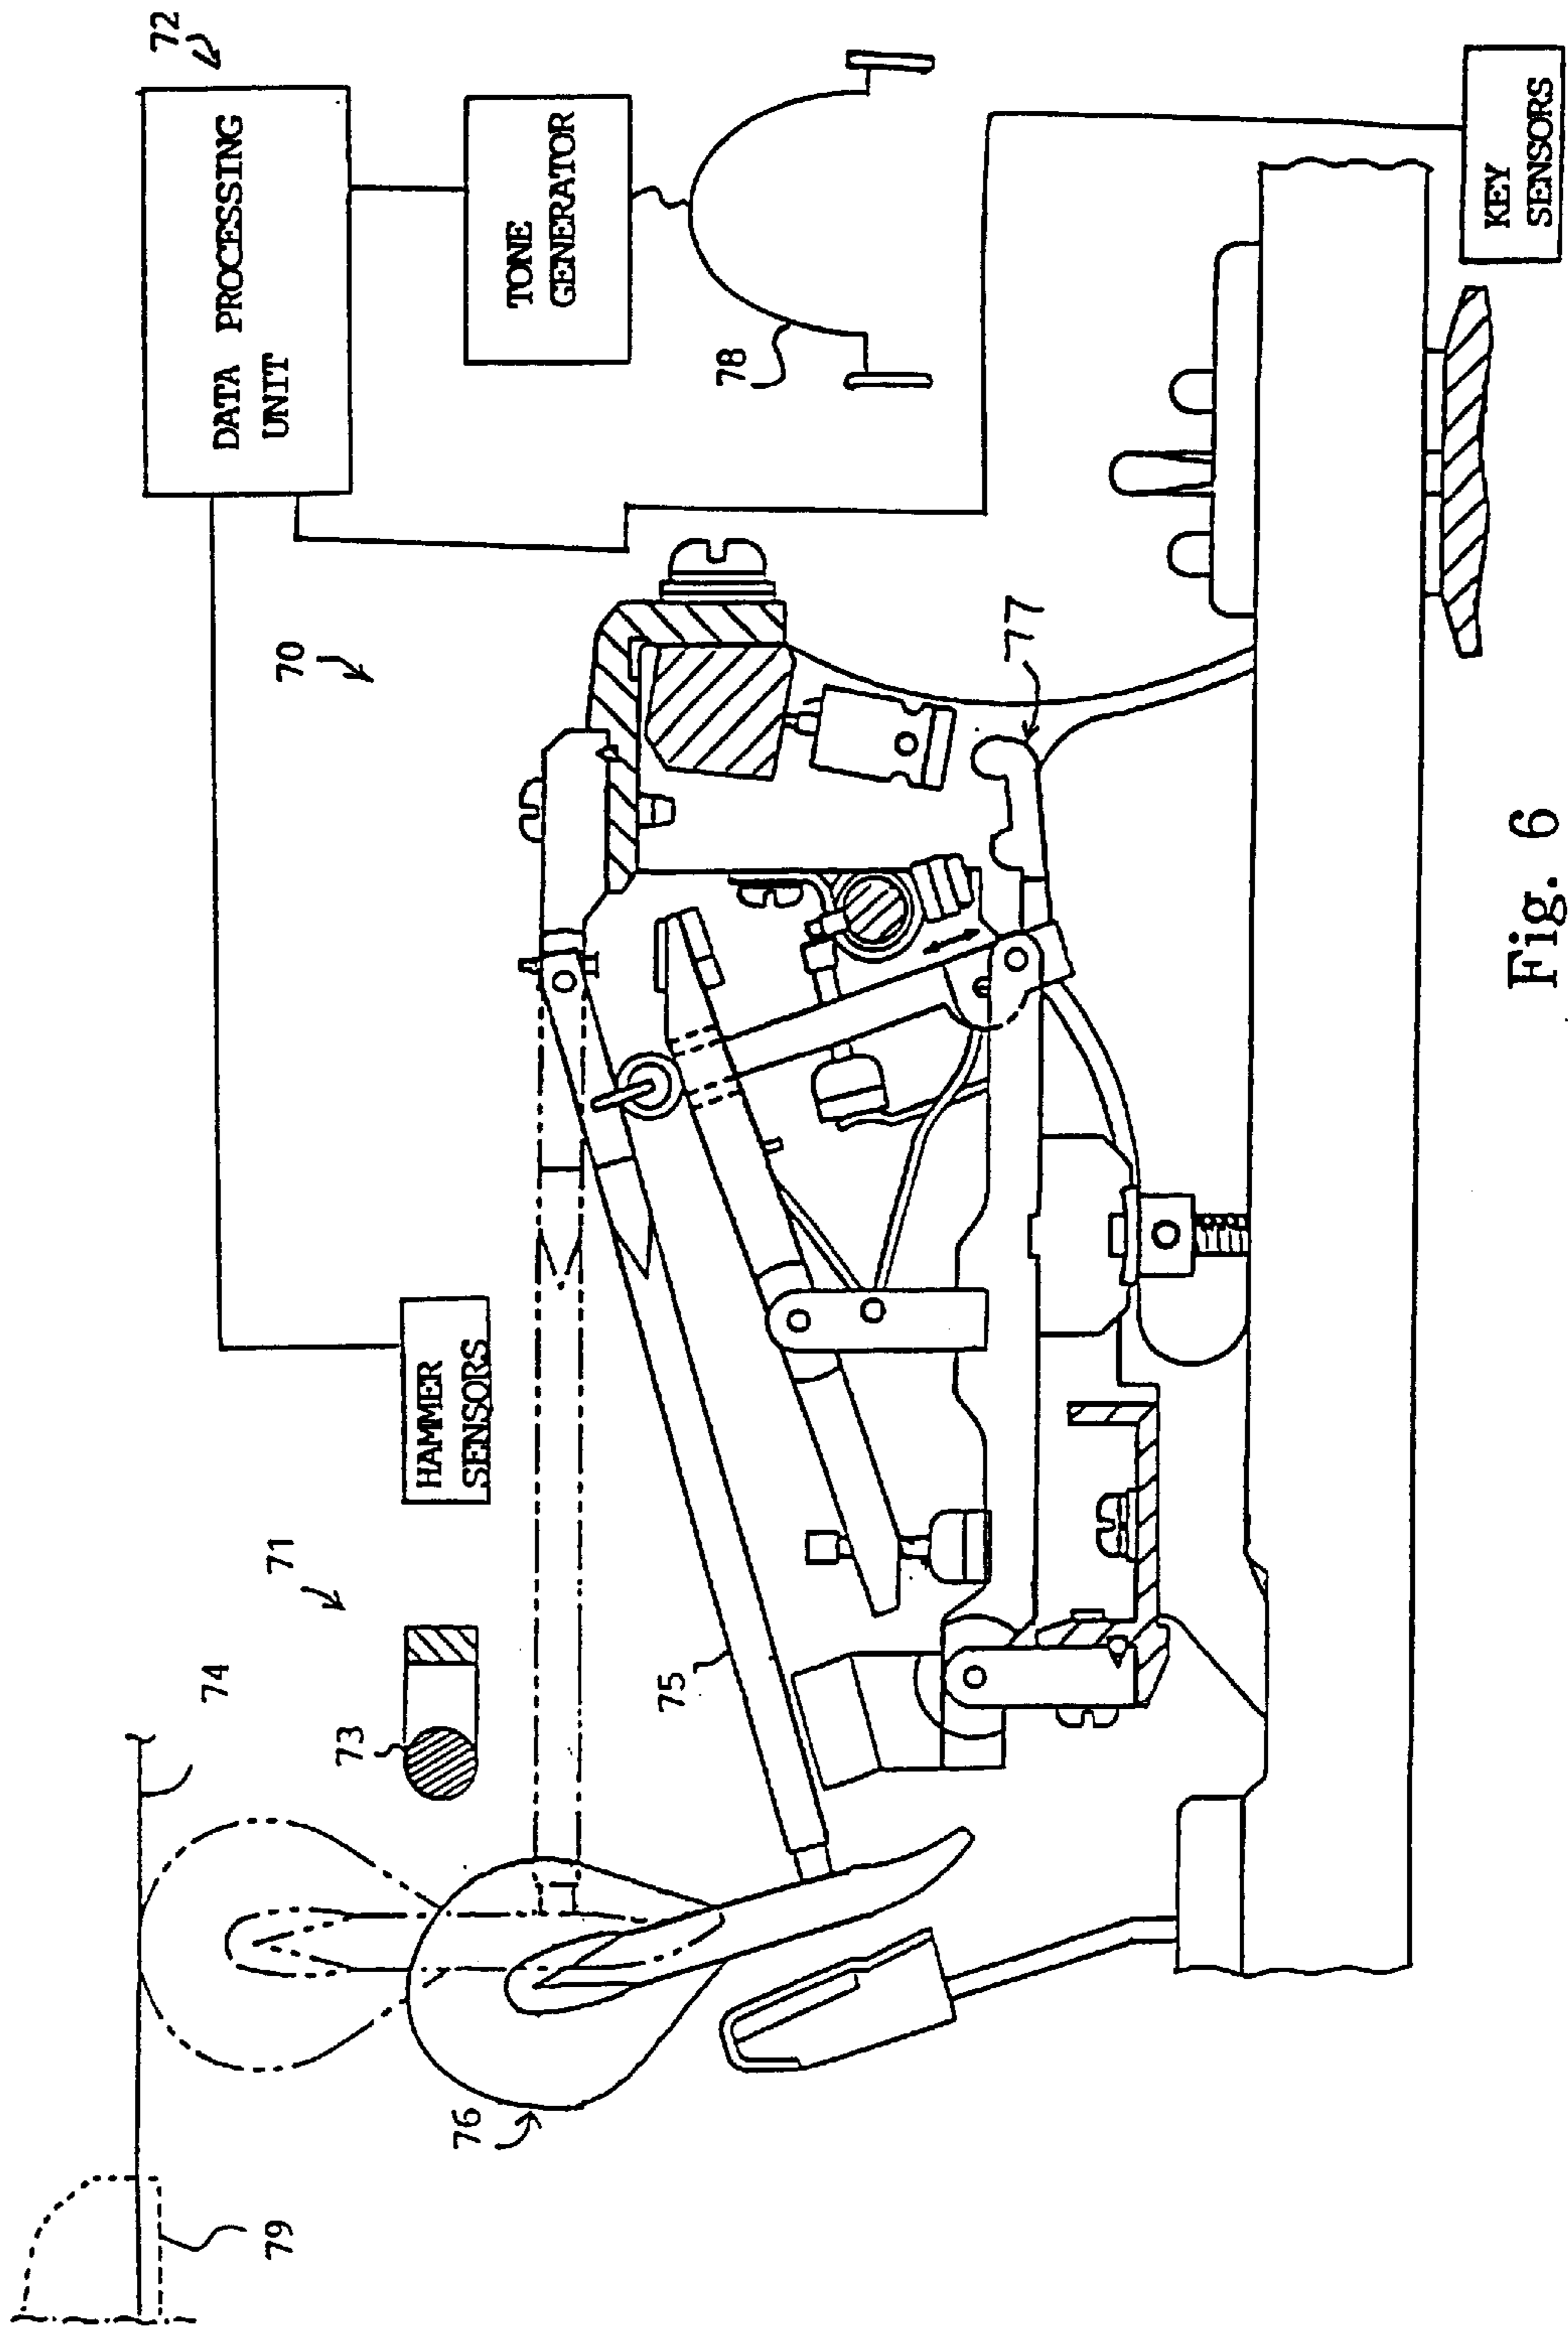 72
DATA PROCESSING
UNIT
TONE
GENERATOR
78
70
77
KEY
SENSORS
HAMMER
SENSORS
71
74
73
75
76
79
Fig. 6